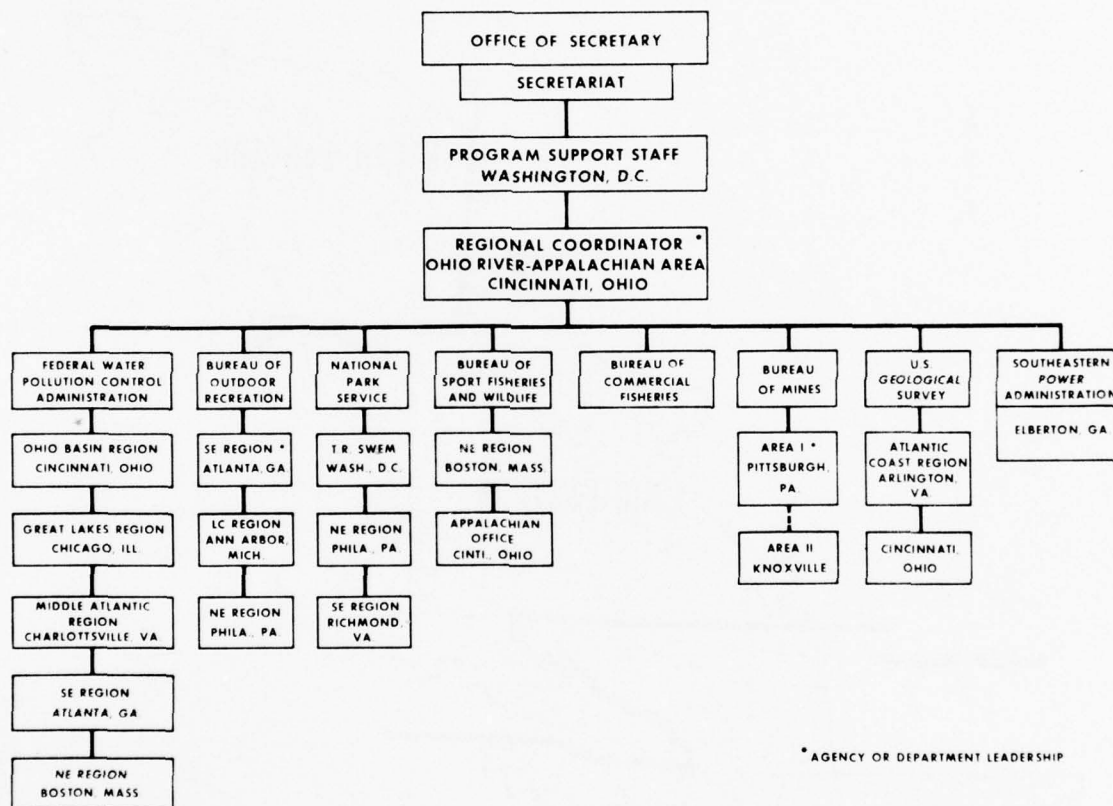 OFFICE OF SECRETARY
SECRETARIAT
PROGRAM SUPPORT STAFF
WASHINGTON, D.C.
REGIONAL COORDINATOR *
OHIO RIVER-APPALACHIAN AREA
CINCINNATI, OHIO
FEDERAL WATER
POLLUTION CONTROL
ADMINISTRATION
OHIO BASIN REGION
CINCINNATI, OHIO
GREAT LAKES REGION
CHICAGO, ILL.
MIDDLE ATLANTIC
REGION
CHARLOTTSVILLE, VA.
SE REGION
ATLANTA, GA
NE REGION
BOSTON, MASS
BUREAU OF
OUTDOOR
RECREATION
SE REGION *
ATLANTA, GA
LC REGION
ANN ARBOR,
MICH.
NE REGION
PHILA., PA.
NATIONAL
PARK
SERVICE
T.R. SWEM
WASH., D.C.
NE REGION
PHILA., PA.
SE REGION
RICHMOND,
VA.
BUREAU OF
SPORT FISHERIES
AND WILDLIFE
NE REGION
BOSTON, MASS
APPALACHIAN
OFFICE
CINTI., OHIO
BUREAU OF
COMMERCIAL
FISHERIES
BUREAU
OF MINES
AREA I *
PITTSBURGH,
PA.
AREA II
KNOXVILLE
U.S.
GEOLOGICAL
SURVEY
ATLANTIC
COAST REGION
ARLINGTON,
VA.
CINCINNATI,
OHIO
SOUTHEASTERN
POWER
ADMINISTRATION
ELBERTON, GA
* AGENCY OR DEPARTMENT LEADERSHIP